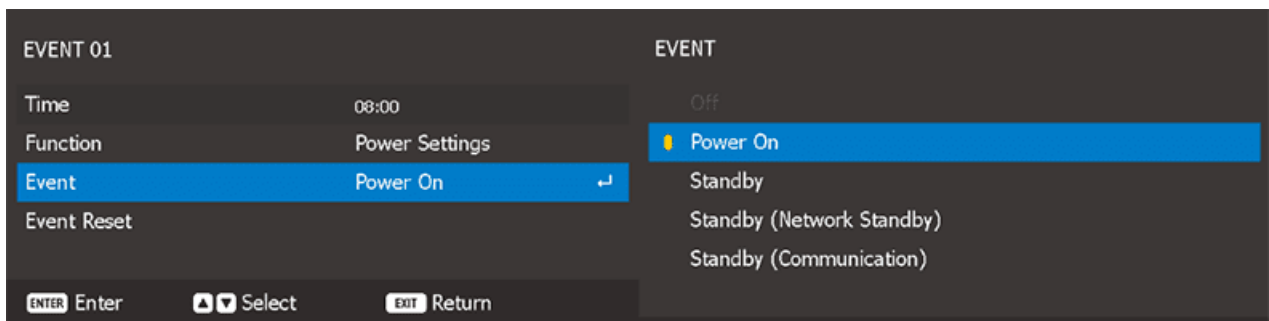 EVENT 01
Time 08:00
Function Power Settings
Event Power On
Event Reset
ENTER Enter Select EXIT Return
EVENT
Off
Power On
Standby
Standby (Network Standby)
Standby (Communication)